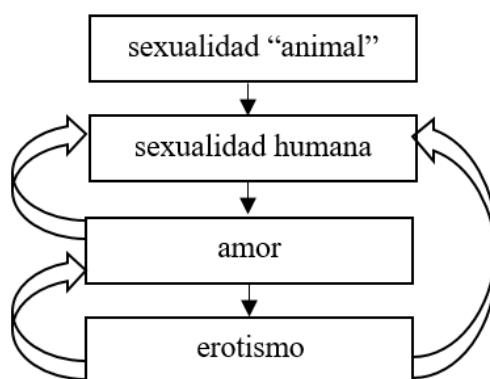 sexualidad “animal”
sexualidad humana
amor
erotismo